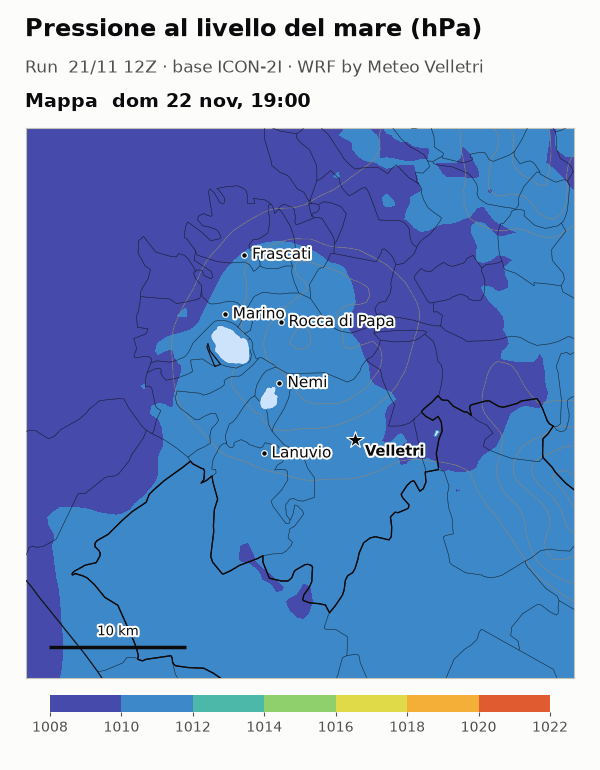 Pressione al livello del mare (hPa)
Run  21/11 12Z · base ICON-2I · WRF by Meteo Velletri
Mappa  dom 22 nov, 19:00
Frascati
Marino
Rocca di Papa
Nemi
Velletri
Lanuvio
10 km
1008 1010 1012 1014 1016 1018 1020 1022